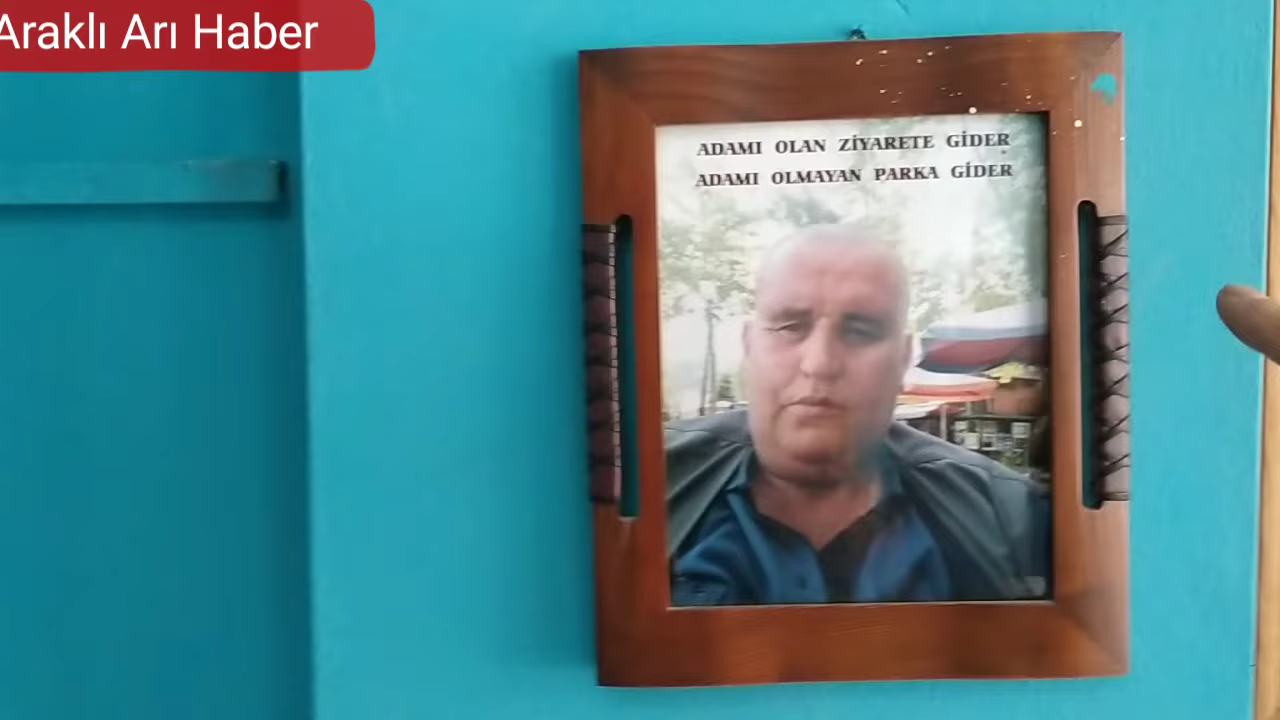 Araklı Arı Haber
ADAMI OLAN ZİYARETE GİDER
ADAMI OLMAYAN PARKA GİDER